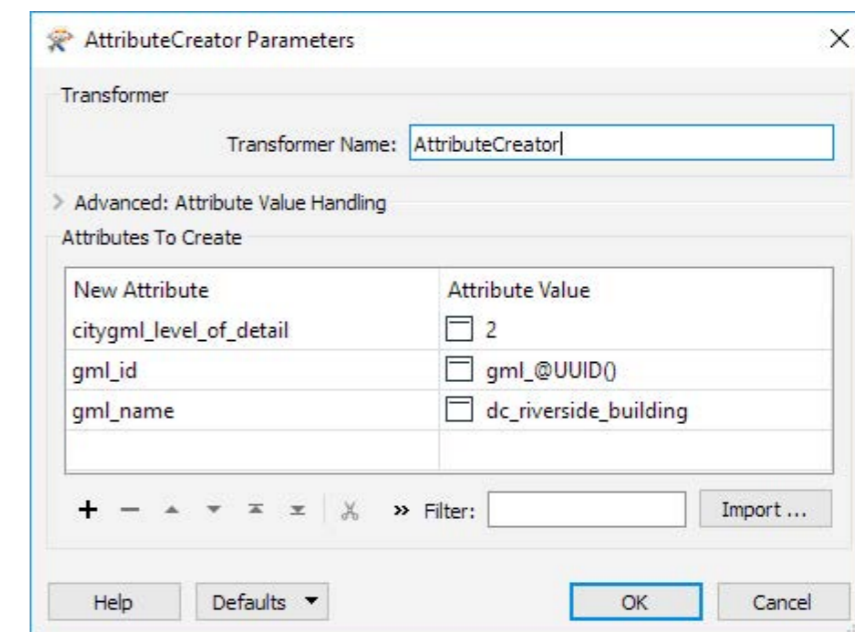 AttributeCreator Parameters
Transformer
Transformer Name: AttributeCreator
Advanced: Attribute Value Handling
Attributes To Create
New Attribute Attribute Value
citygml_level_of_detail 2
gml_id gml_@UUID()
gml_name dc_riverside_building
Filter: Import ...
Help Defaults OK Cancel